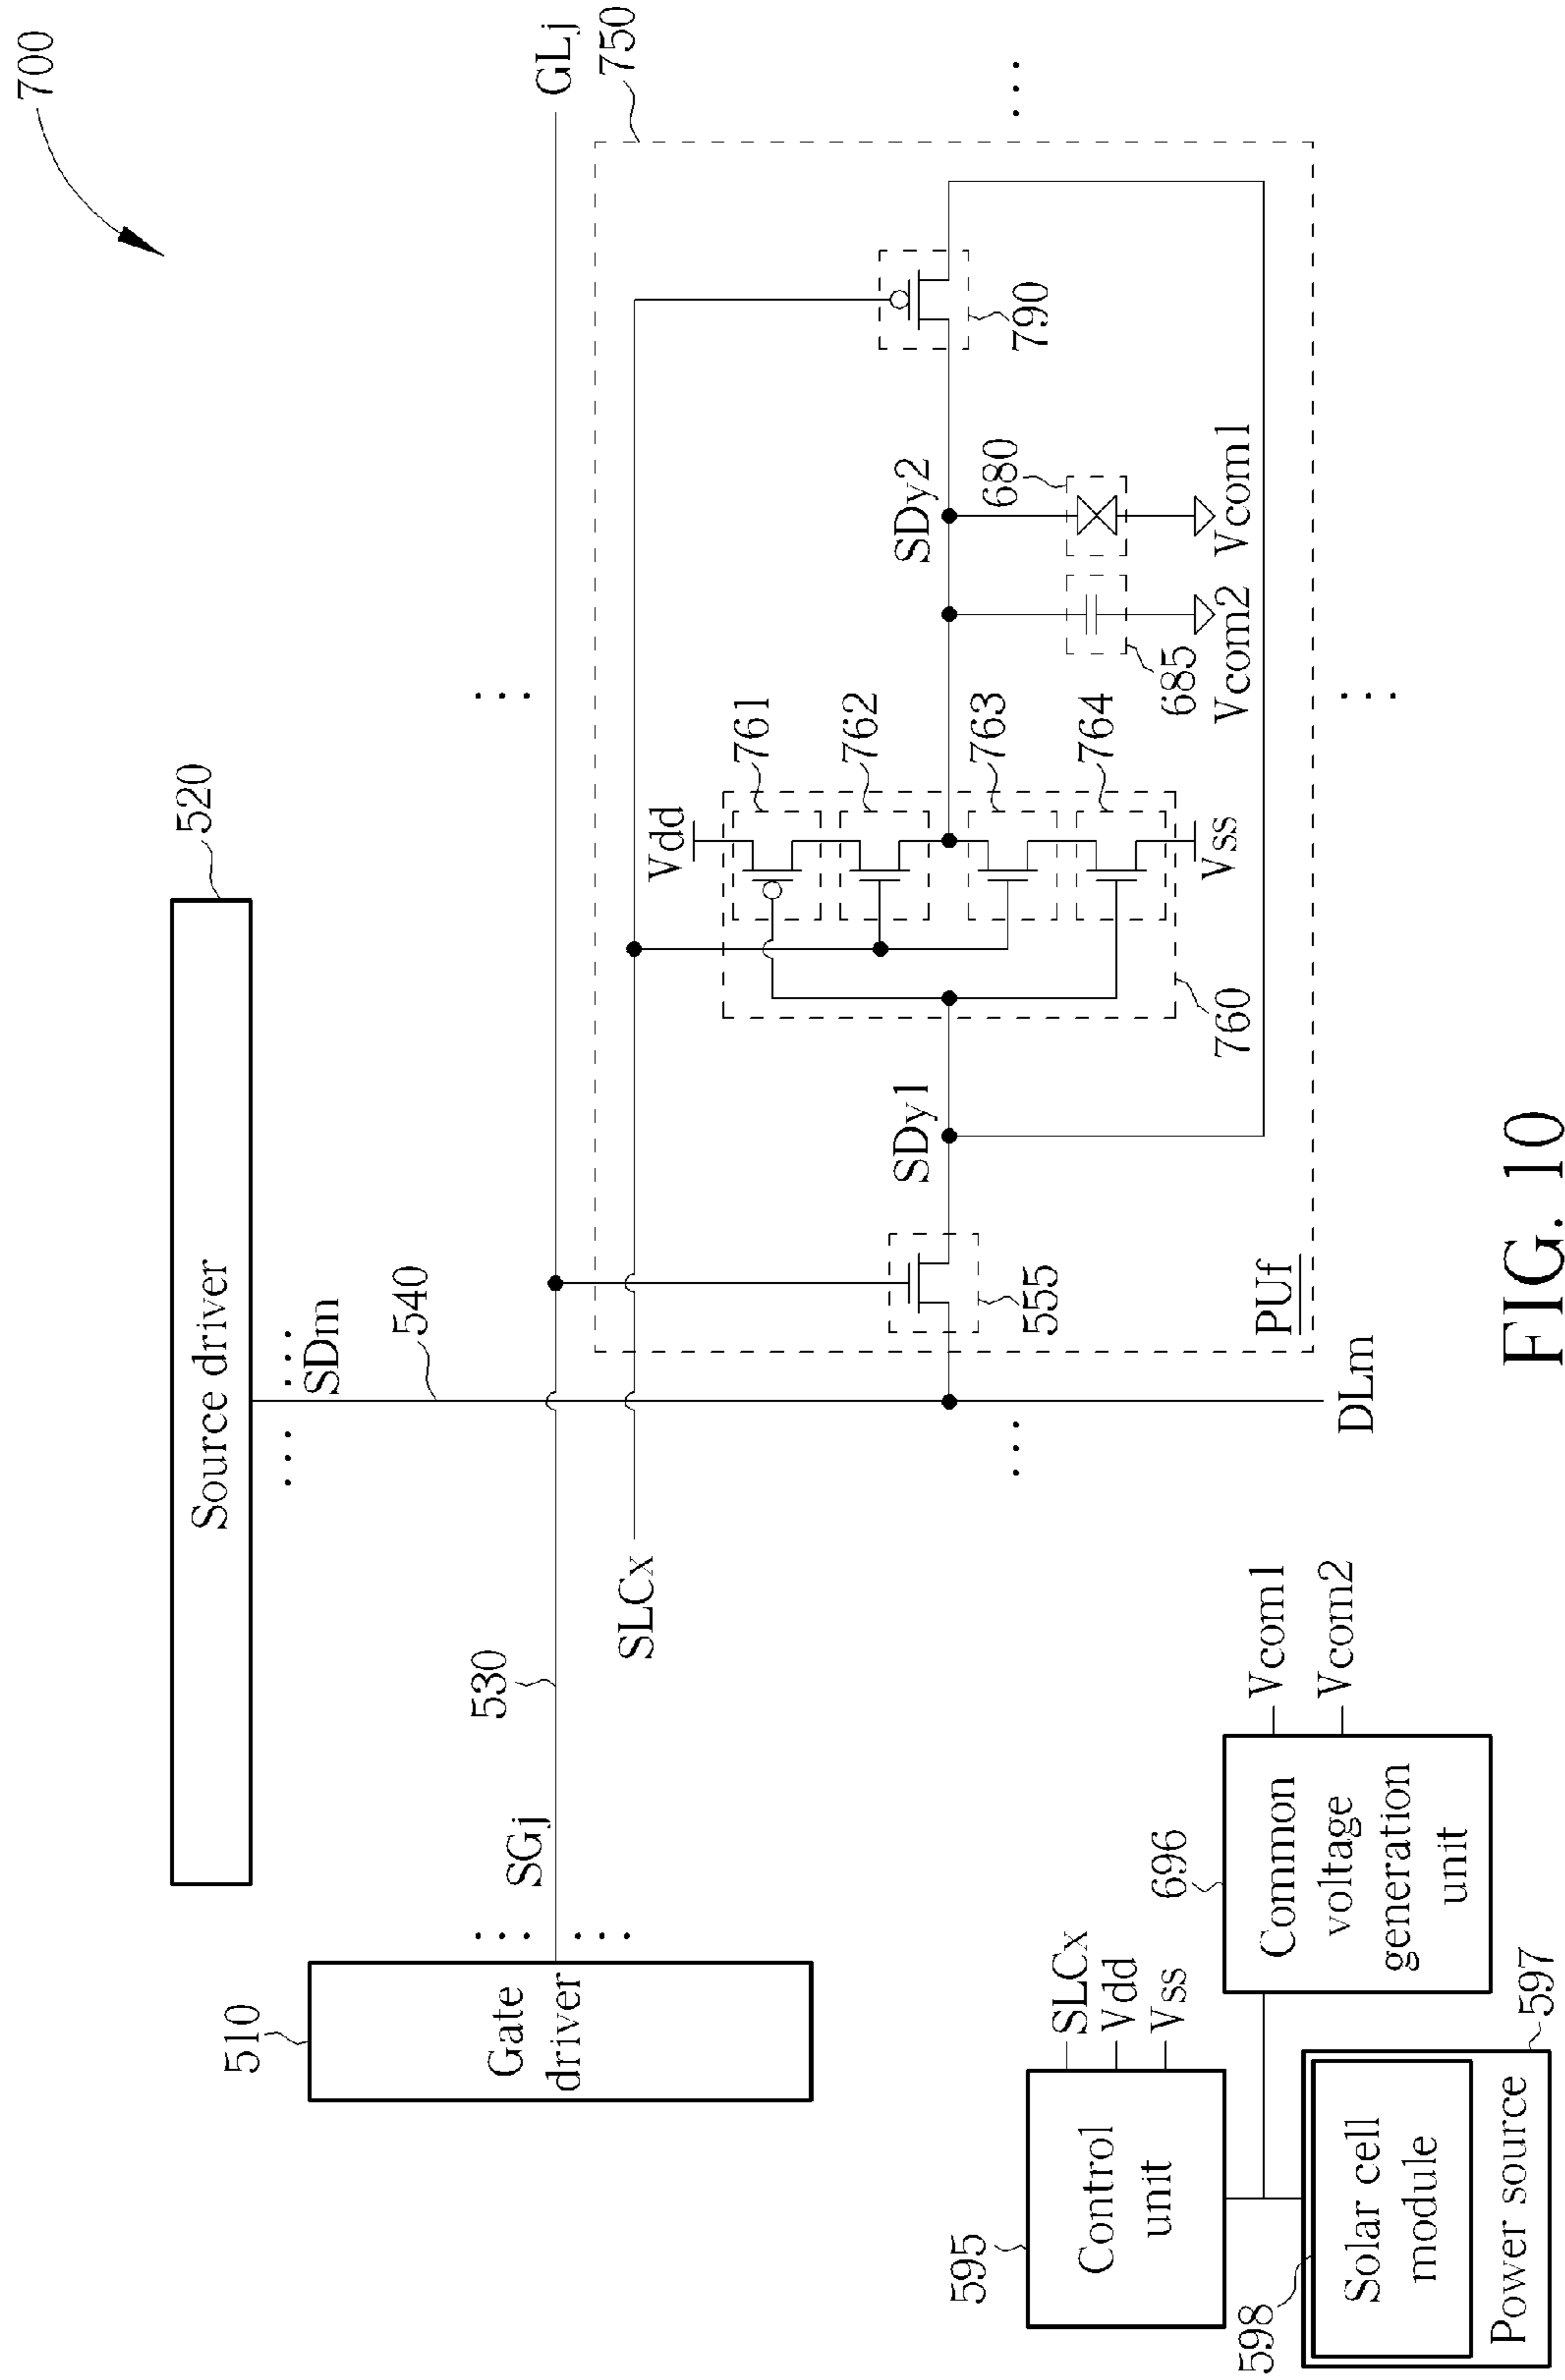 700
520
Source driver
SDm
540
GLj
750
510
Gate
driver
SGj
530
SLCx
Vdd
761
762
763
764
Vss
760
SDy1
SDy2
555
790
680
685
Vcom1
Vcom2
PUf
DLm
595
Control
unit
SLCx
Vdd
Vss
696
Common
voltage
generation
unit
Vcom1
Vcom2
598
Solar cell
module
Power source
597
FIG. 10